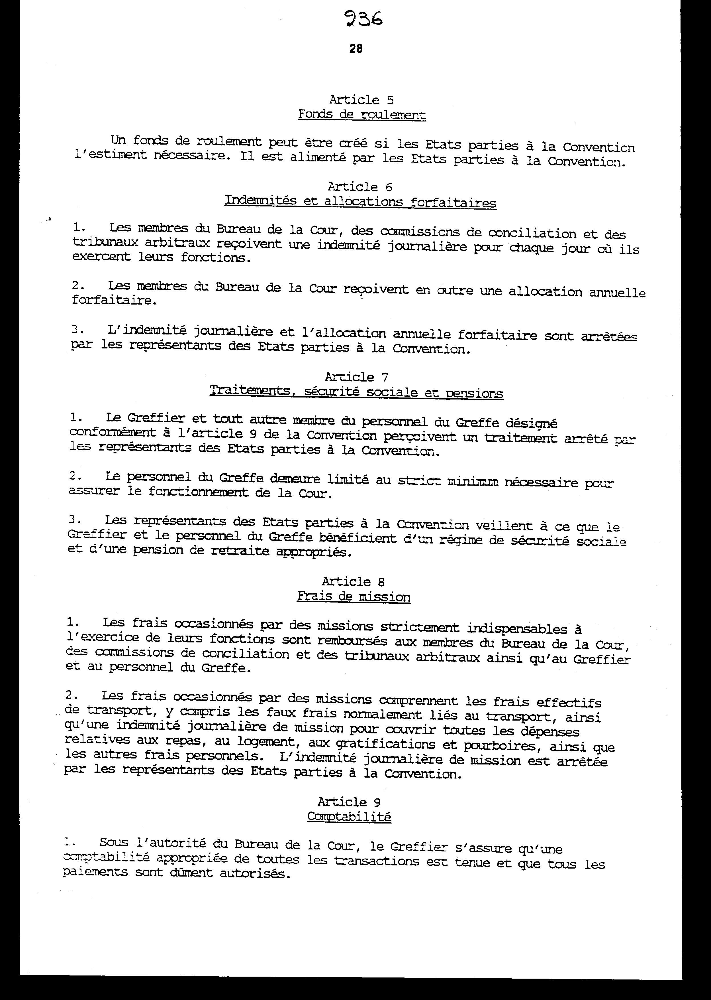 936
28
Article 5
Fonds de roulement
Un fonds de roulement peut être créé si les Etats parties à la Convention
l'estiment nécessaire. Il est alimenté par les Etats parties à la Convention.
Article 6
Indemnités et allocations forfaitaires
1. Les membres du Bureau de la Cour, des commissions de conciliation et des
tribunaux arbitraux reçoivent une indemnité journalière pour chaque jour où ils
exercent leurs fonctions.
2. Les membres du Bureau de la Cour reçoivent en outre une allocation annuelle
forfaitaire.
3. L'indemnité journalière et l'allocation annuelle forfaitaire sont arrêtées
par les représentants des Etats parties à la Convention.
Article 7
Traitements, sécurité sociale et pensions
1. Le Greffier et tout autre membre du personnel du Greffe désigné
conformément à l'article 9 de la Convention perçoivent un traitement arrêté par
les représentants des Etats parties à la Convention.
2. Le personnel du Greffe demeure limité au strict minimum nécessaire pour
assurer le fonctionnement de la Cour.
3. Les représentants des Etats parties à la Convention veillent à ce que le
Greffier et le personnel du Greffe bénéficient d'un régime de sécurité sociale
et d'une pension de retraite appropriés.
Article 8
Frais de mission
1. Les frais occasionnés par des missions strictement indispensables à
l'exercice de leurs fonctions sont remboursés aux membres du Bureau de la Cour,
des commissions de conciliation et des tribunaux arbitraux ainsi qu'au Greffier
et au personnel du Greffe.
2. Les frais occasionnés par des missions comprennent les frais effectifs
de transport, y compris les faux frais normalement liés au transport, ainsi
qu'une indemnité journalière de mission pour couvrir toutes les dépenses
relatives aux repas, au logement, aux gratifications et pourboires, ainsi que
les autres frais personnels. L'indemnité journalière de mission est arrêtée
par les représentants des Etats parties à la Convention.
Article 9
Comptabilité
1. Sous l'autorité du Bureau de la Cour, le Greffier s'assure qu'une
comptabilité appropriée de toutes les transactions est tenue et que tous les
paiements sont dûment autorisés.